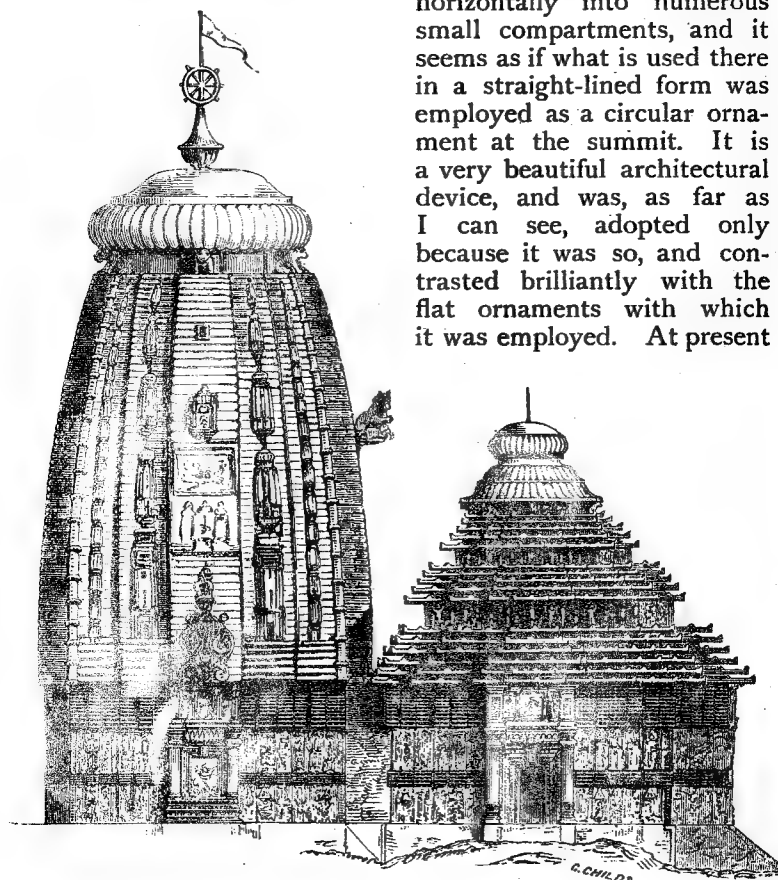 horizontally into numerous
small compartments, and it
seems as if what is used there
in a straight-lined form was
employed as a circular orna-
ment at the summit. It is
a very beautiful architectural
device, and was, as far as
I can see, adopted only
because it was so, and con-
trasted brilliantly with the
flat ornaments with which
it was employed. At present
G. CHILDS